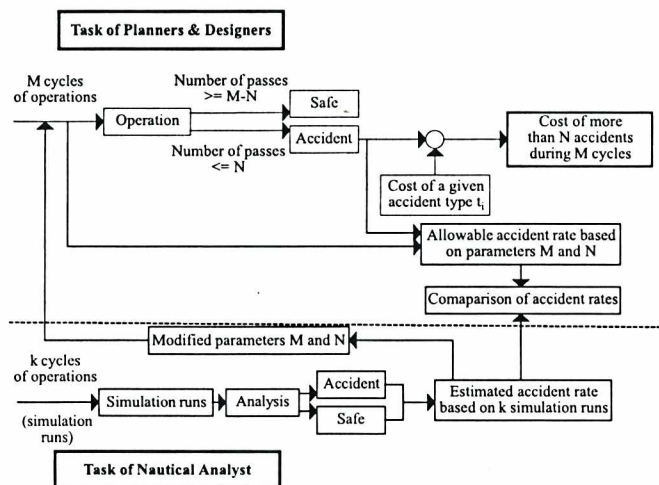 Task of Planners & Designers
M cycles
of operations
Number of passes
>= M-N
Safe
Operation
Accident
Number of passes
<= N
Cost of more
than N accidents
during M cycles
Cost of a given
accident type ti
Allowable accident rate based
on parameters M and N
Comaparison of accident rates
Modified parameters M and N
k cycles
of operations
(simulation
runs)
Simulation runs
Analysis
Accident
Safe
Estimated accident rate
based on k simulation runs
Task of Nautical Analyst